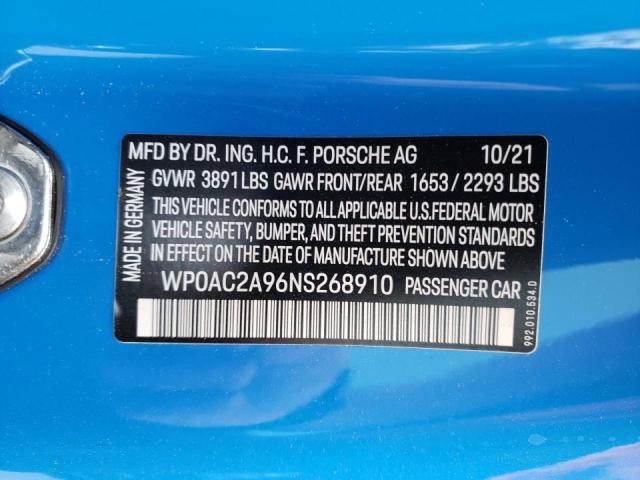 MFD BY DR. ING. H.C. F. PORSCHE AG 10/21
GVWR 3891 LBS GAWR FRONT/REAR 1653 / 2293 LBS
THIS VEHICLE CONFORMS TO ALL APPLICABLE U.S.FEDERAL MOTOR
VEHICLE SAFETY, BUMPER, AND THEFT PREVENTION STANDARDS
IN EFFECT ON THE DATE OF MANUFACTURE SHOWN ABOVE.
WP0AC2A96NS268910 PASSENGER CAR
MADE IN GERMANY
992.010.534.D